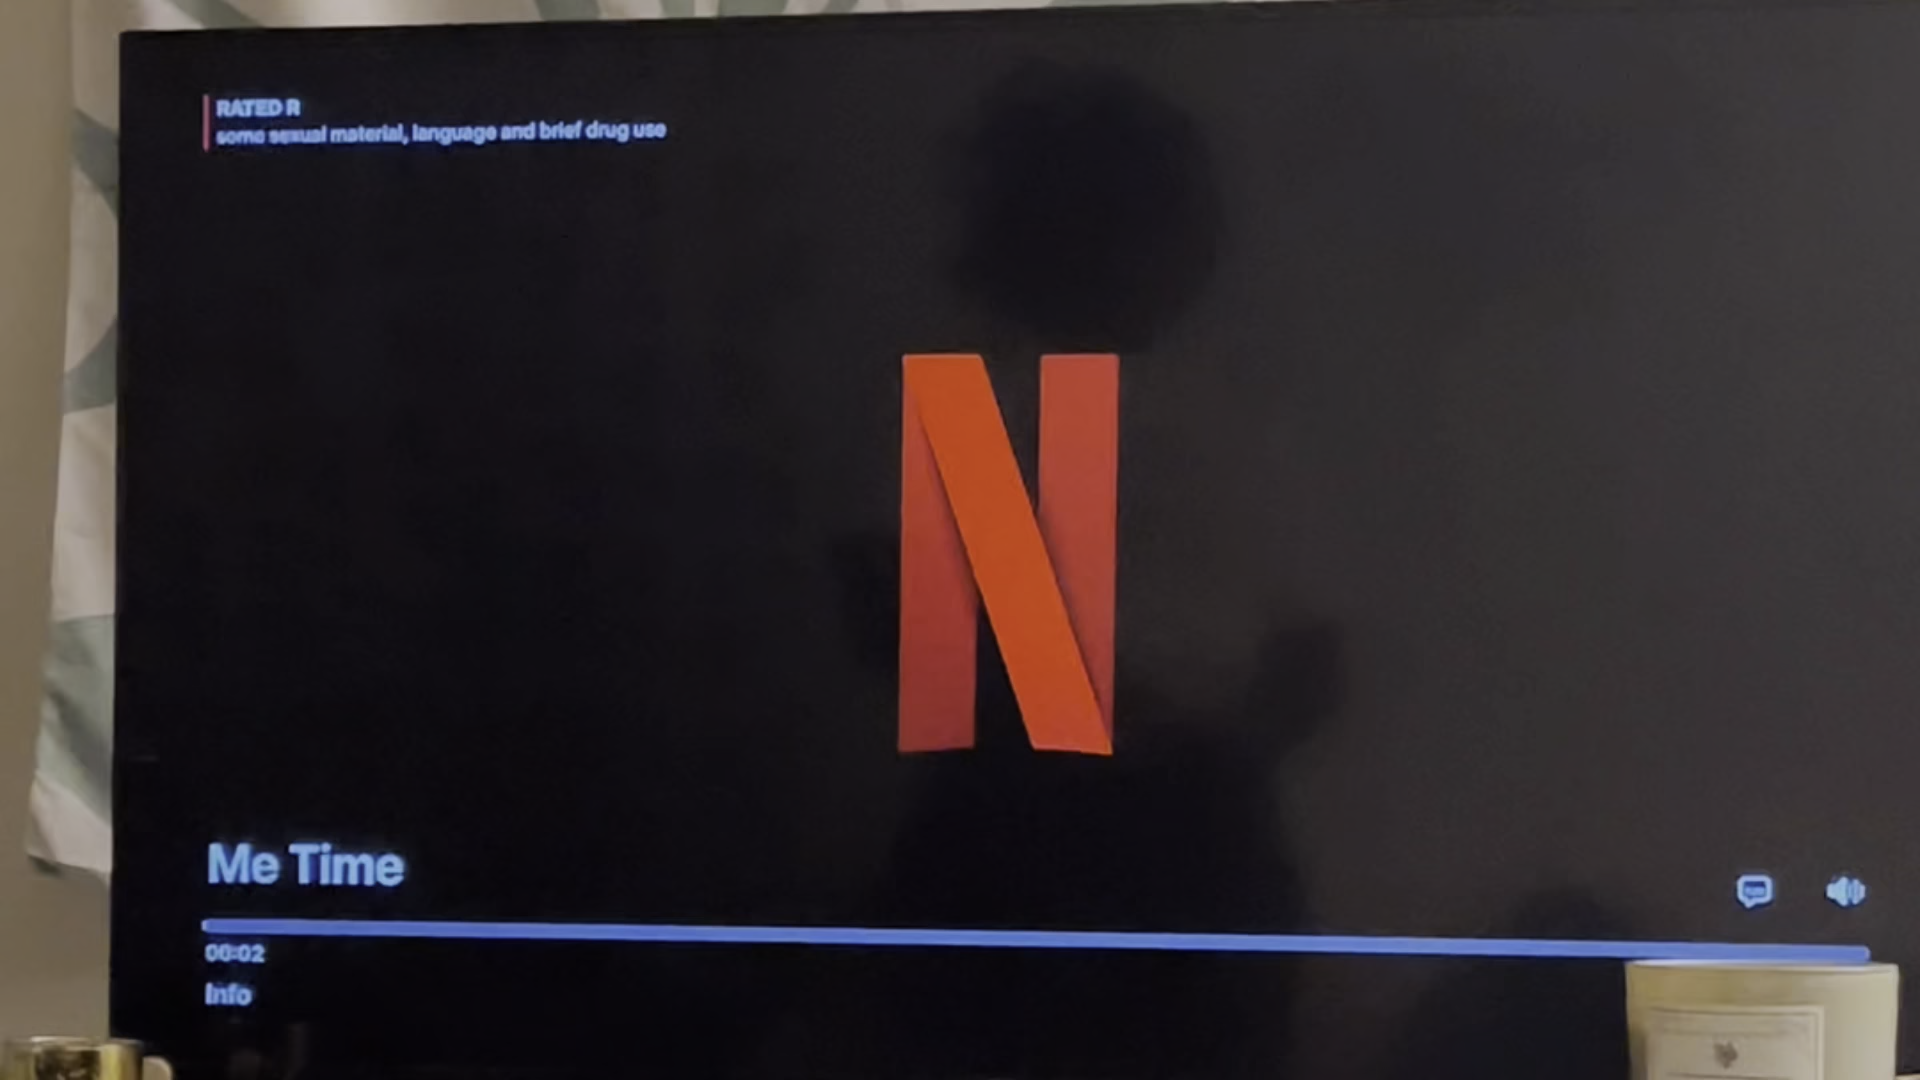 RATED R
some sexual material, language and brief drug use
N
Me Time
00:02
Info